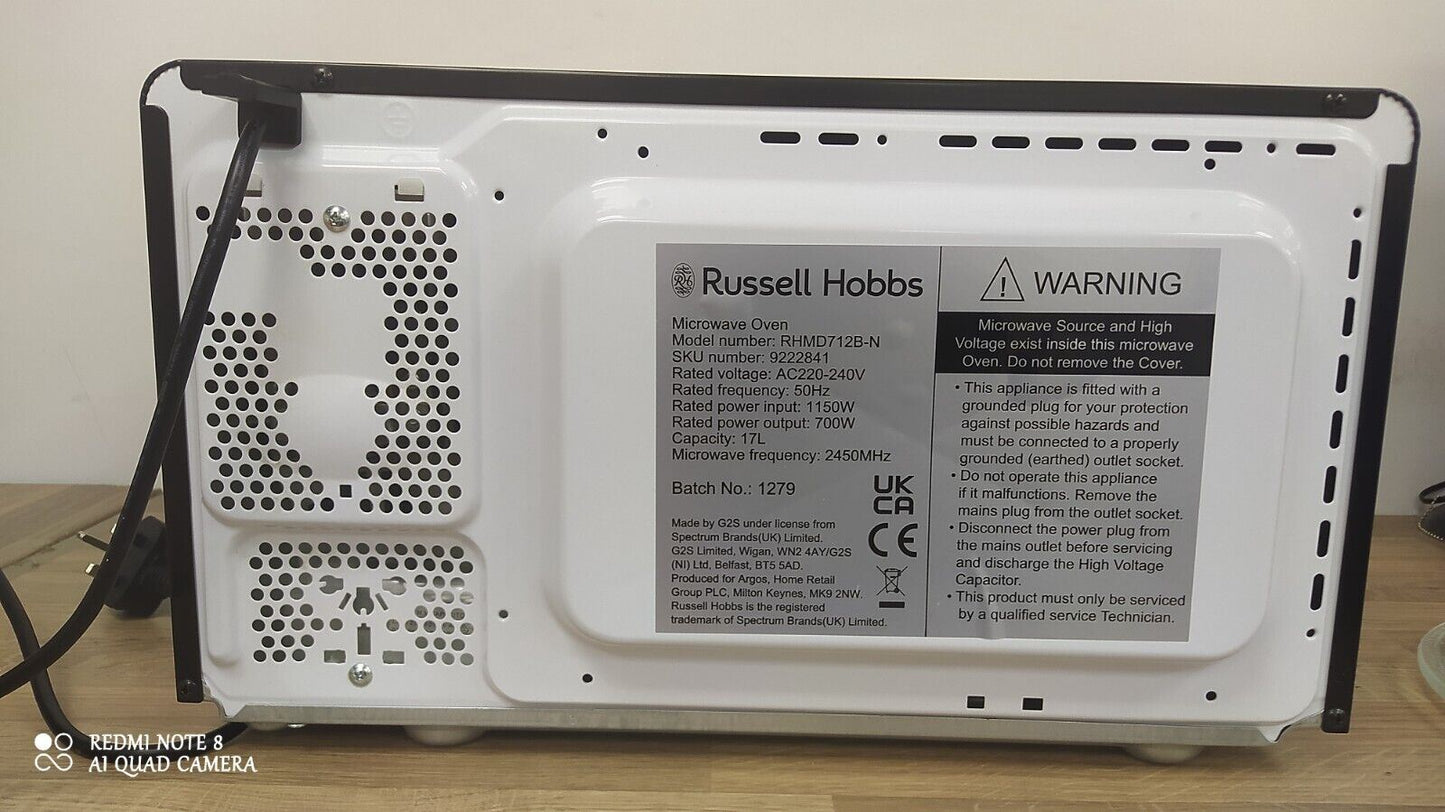 Russell Hobbs
Microwave Oven
Model number: RHMD712B-N
SKU number: 9222841
Rated voltage: AC220-240V
Rated frequency: 50Hz
Rated power input: 1150W
Rated power output: 700W
Capacity: 17L
Microwave frequency: 2450MHz
Batch No.: 1279
UK
CA
CE
Made by G2S under license from
Spectrum Brands(UK) Limited.
G2S Limited, Wigan, WN2 4AY/G2S
(NI) Ltd, Belfast, BT5 5AD.
Produced for Argos, Home Retail
Group PLC, Milton Keynes, MK9 2NW.
Russell Hobbs is the registered
trademark of Spectrum Brands(UK) Limited.
! WARNING
Microwave Source and High
Voltage exist inside this microwave
Oven. Do not remove the Cover.
• This appliance is fitted with a
grounded plug for your protection
against possible hazards and
must be connected to a properly
grounded (earthed) outlet socket.
• Do not operate this appliance
if it malfunctions. Remove the
mains plug from the outlet socket.
• Disconnect the power plug from
the mains outlet before servicing
and discharge the High Voltage
Capacitor.
• This product must only be serviced
by a qualified service Technician.
REDMI NOTE 8
AI QUAD CAMERA